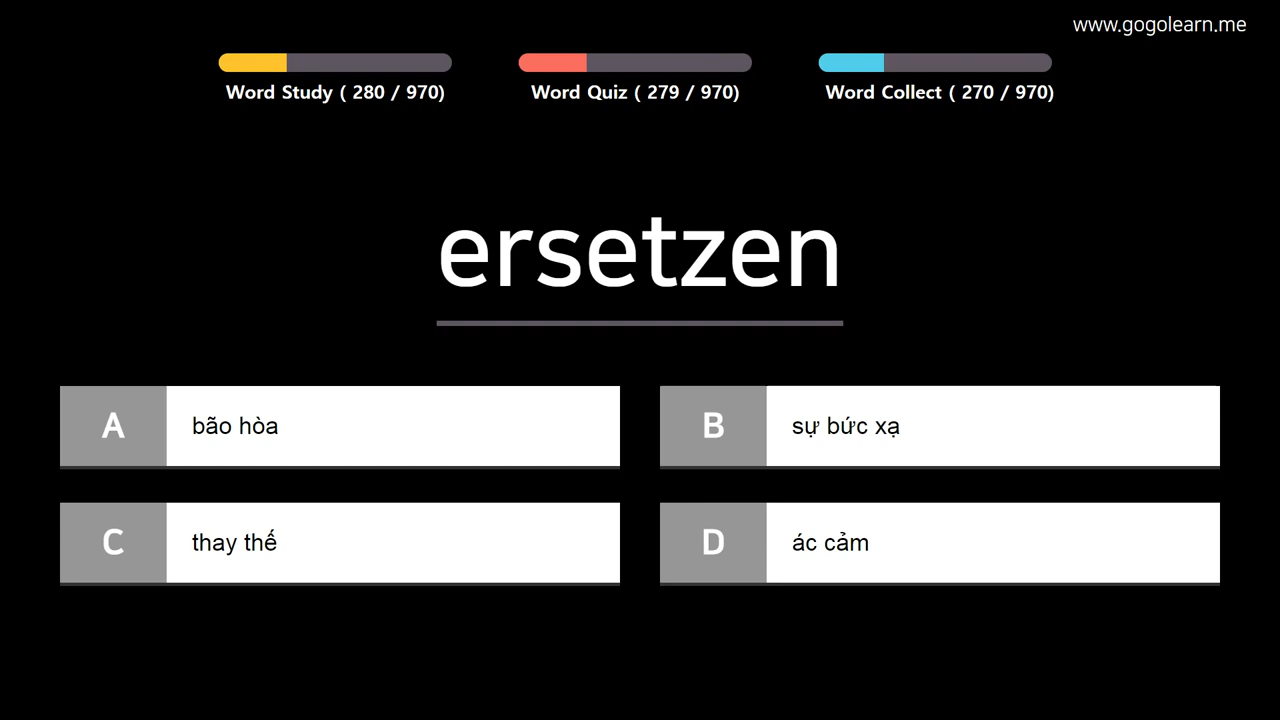 www.gogolearn.me
Word Study ( 280 / 970)
Word Quiz ( 279 / 970)
Word Collect ( 270 / 970)
ersetzen
A bão hòa
B sự bức xạ
C thay thế
D ác cảm